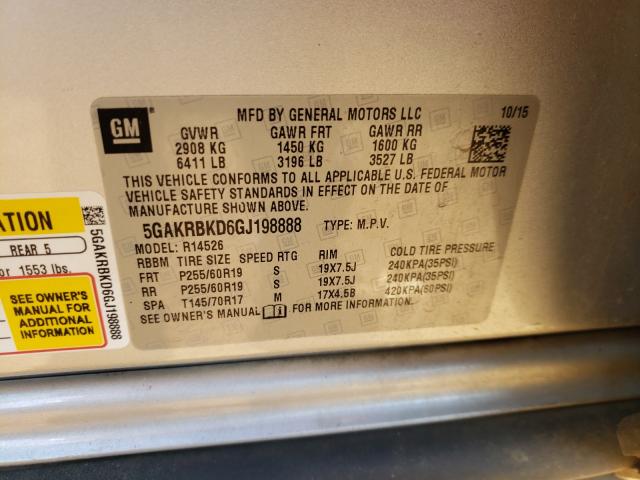 GM
MFD BY GENERAL MOTORS LLC 10/15
GVWR GAWR FRT GAWR RR
2908 KG 1450 KG 1600 KG
6411 LB 3196 LB 3527 LB
THIS VEHICLE CONFORMS TO ALL APPLICABLE U.S. FEDERAL MOTOR
VEHICLE SAFETY STANDARDS IN EFFECT ON THE DATE OF
MANUFACTURE SHOWN ABOVE.
5GAKRBKD6GJ198888 TYPE: M.P.V.
MODEL: R14526
RBBM TIRE SIZE SPEED RTG RIM COLD TIRE PRESSURE
FRT P255/60R19 S 19X7.5J 240KPA(35PSI)
RR P255/60R19 S 19X7.5J 240KPA(35PSI)
SPA T145/70R17 M 17X4.5B 420KPA(60PSI)
SEE OWNER'S MANUAL FOR MORE INFORMATION.
ATION
REAR 5
or 1553 lbs.
SEE OWNER'S
MANUAL FOR
ADDITIONAL
INFORMATION
5GAKRBKD6GJ198888